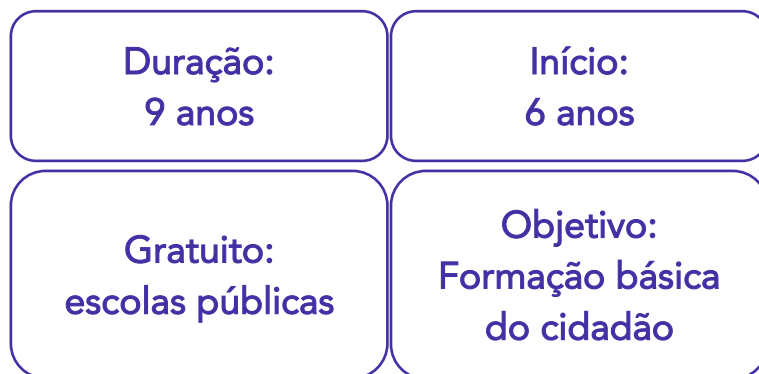 Duração:
9 anos
Início:
6 anos
Gratuito:
escolas públicas
Objetivo:
Formação básica
do cidadão